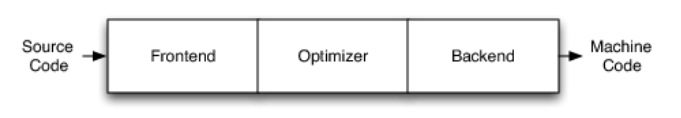 Source
Code
Frontend
Optimizer
Backend
Machine
Code